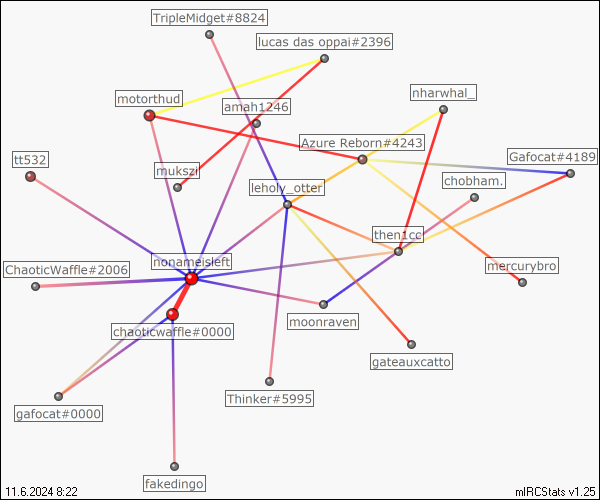 TripleMidget#8824
lucas das oppai#2396
nharwhal_
motorthud
amah1246
Azure Reborn#4243
Gafocat#4189
tt532
mukszi
leholy_otter
chobham.
then1cc
nonameisleft
ChaoticWaffle#2006
mercurybro
moonraven
chaoticwaffle#0000
gateauxcatto
Thinker#5995
gafocat#0000
fakedingo
11.6.2024 8:22
mIRCStats v1.25